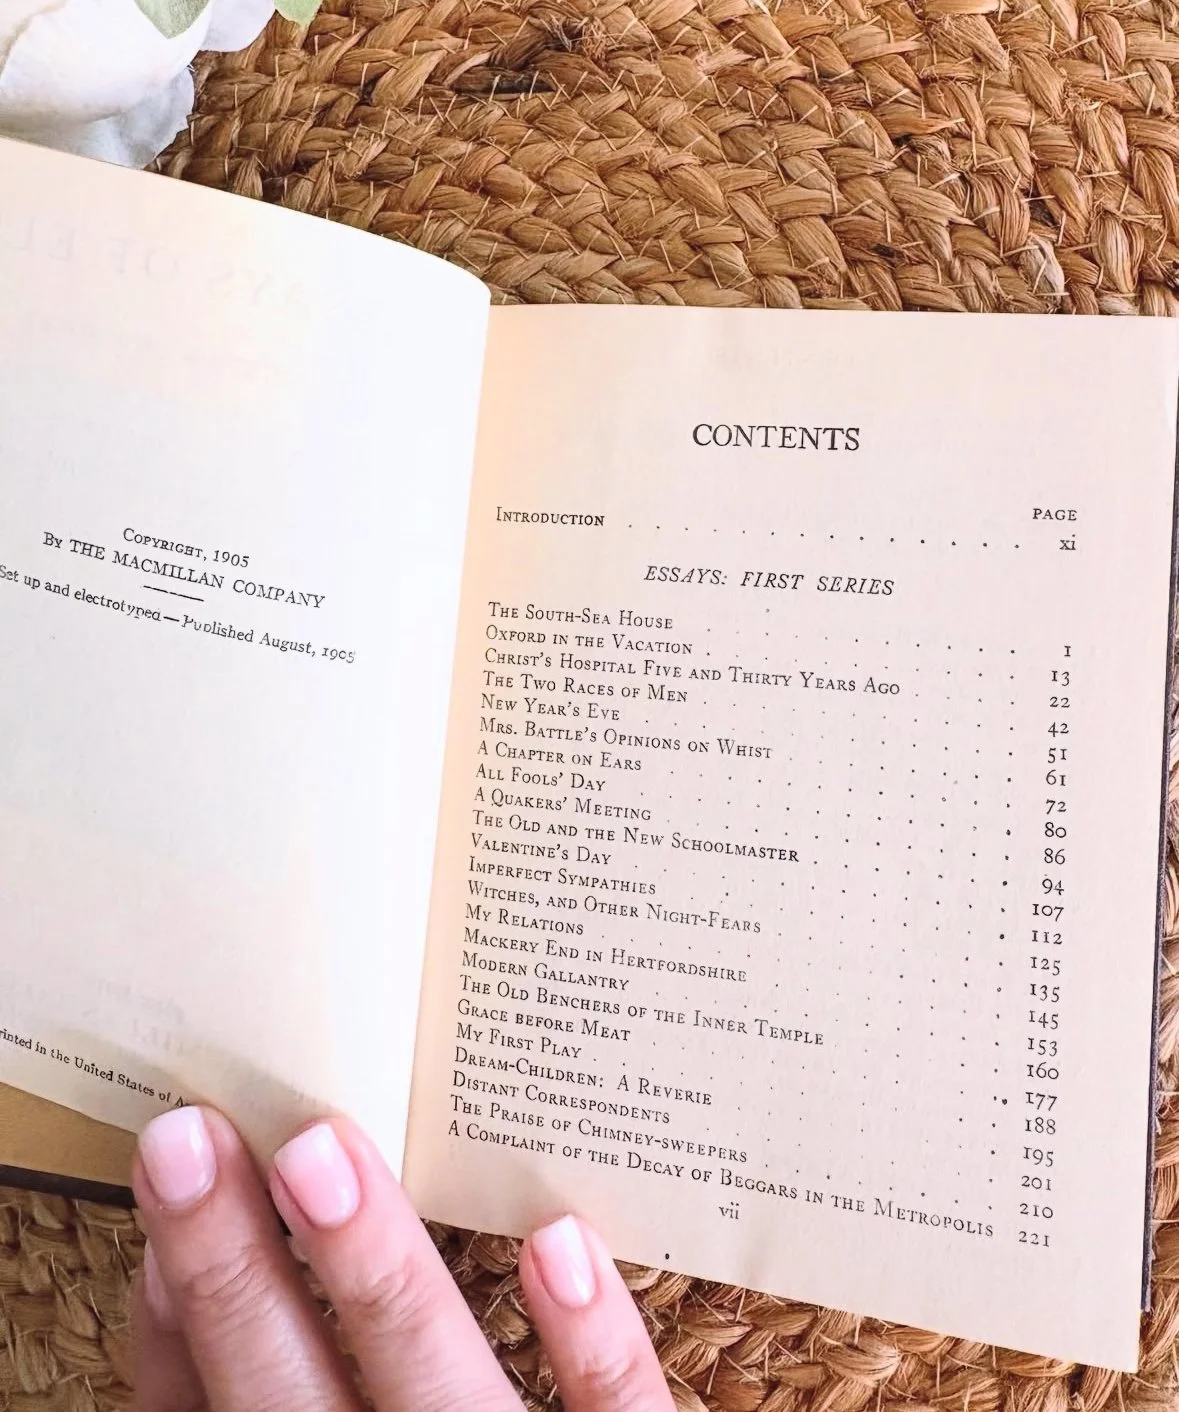 COPYRIGHT, 1905
BY THE MACMILLAN COMPANY
Set up and electrotyped—Published August, 1905
rinted in the United States of
CONTENTS
PAGE
INTRODUCTION . . . . . . . . . . . . . . xi
ESSAYS: FIRST SERIES
THE SOUTH-SEA HOUSE . . . . . . . . . 1
OXFORD IN THE VACATION . . . . . . . . . 13
CHRIST'S HOSPITAL FIVE AND THIRTY YEARS AGO . . . . 22
THE TWO RACES OF MEN . . . . . . . . . 42
NEW YEAR'S EVE . . . . . . . . . . 51
MRS. BATTLE'S OPINIONS ON WHIST . . . . . . 61
A CHAPTER ON EARS . . . . . . . . . 72
ALL FOOLS' DAY . . . . . . . . . . 80
A QUAKERS' MEETING . . . . . . . . . 86
THE OLD AND THE NEW SCHOOLMASTER . . . . . 94
VALENTINE'S DAY . . . . . . . . . . 107
IMPERFECT SYMPATHIES . . . . . . . . 112
WITCHES, AND OTHER NIGHT-FEARS . . . . . . 125
MY RELATIONS . . . . . . . . . . 135
MACKERY END IN HERTFORDSHIRE . . . . . . 145
MODERN GALLANTRY . . . . . . . . . 153
THE OLD BENCHERS OF THE INNER TEMPLE . . . . 160
GRACE BEFORE MEAT . . . . . . . . . 177
MY FIRST PLAY . . . . . . . . . . 188
DREAM-CHILDREN: A REVERIE . . . . . . . 195
DISTANT CORRESPONDENTS . . . . . . . . 201
THE PRAISE OF CHIMNEY-SWEEPERS . . . . . . 210
A COMPLAINT OF THE DECAY OF BEGGARS IN THE METROPOLIS 221
vii